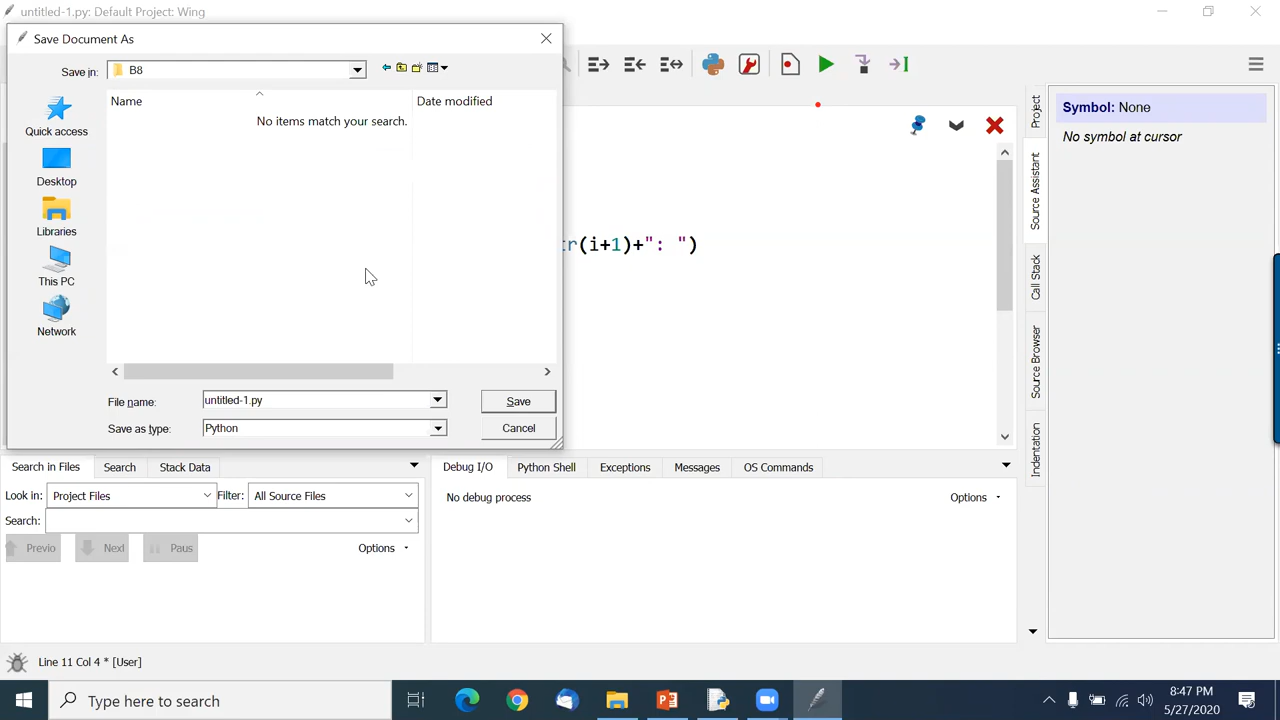 untitled-1.py: Default Project: Wing
Save Document As
Save in:
B8
Name
Date modified
No items match your search.
Quick access
Desktop
Libraries
This PC
Network
File name:
untitled-1.py
Save
Save as type:
Python
Cancel
tr(i+1)+": ")
Symbol: None
No symbol at cursor
Project
Source Assistant
Call Stack
Source Browser
Indentation
Search in Files
Search
Stack Data
Look in:
Project Files
Filter:
All Source Files
Search:
Previo
Next
Paus
Options
Debug I/O
Python Shell
Exceptions
Messages
OS Commands
No debug process
Options
Line 11 Col 4 * [User]
Type here to search
8:47 PM
5/27/2020